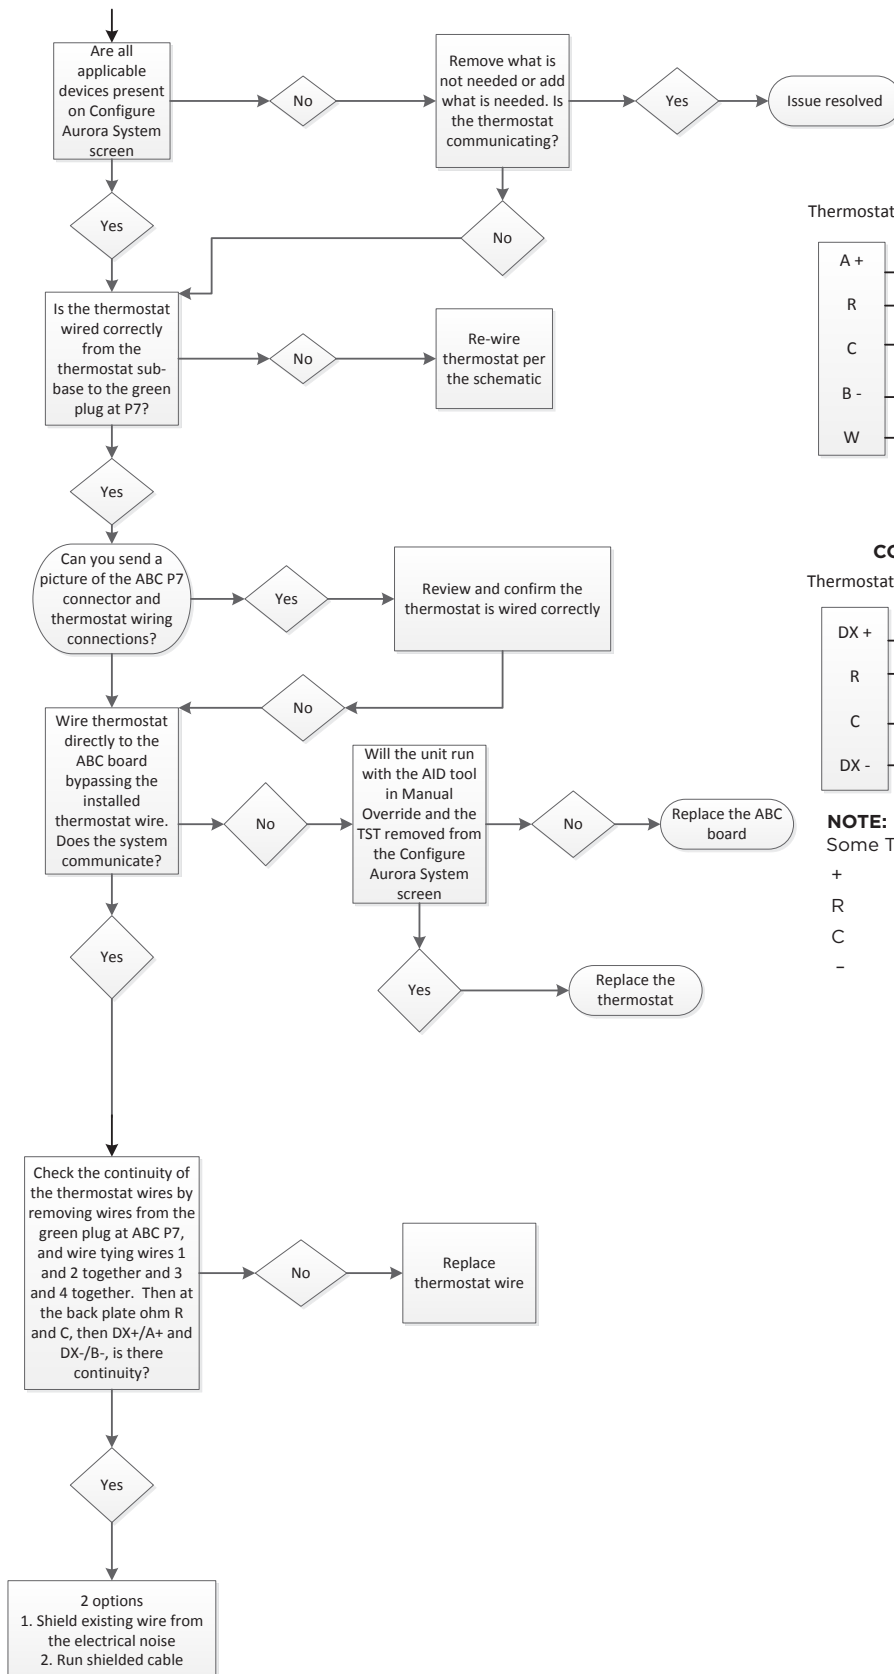 Are all
applicable
devices present
on Configure
Aurora System
screen
No
Remove what is
not needed or add
what is needed. Is
the thermostat
communicating?
Yes
Issue resolved
Yes
No
Is the thermostat
wired correctly
from the
thermostat sub-
base to the green
plug at P7?
No
Re-wire
thermostat per
the schematic
Yes
Can you send a
picture of the ABC P7
connector and
thermostat wiring
connections?
Yes
Review and confirm the
thermostat is wired correctly
No
Wire thermostat
directly to the
ABC board
bypassing the
installed
thermostat wire.
Does the system
communicate?
No
Will the unit run
with the AID tool
in Manual
Override and the
TST removed from
the Configure
Aurora System
screen
No
Replace the ABC
board
Yes
Yes
Replace the
thermostat
Check the continuity of
the thermostat wires by
removing wires from the
green plug at ABC P7,
and wire tying wires 1
and 2 together and 3
and 4 together. Then at
the back plate ohm R
and C, then DX+/A+ and
DX-/B-, is there
continuity?
No
Replace
thermostat wire
Yes
2 options
1. Shield existing wire from
the electrical noise
2. Run shielded cable
Thermostat
A +
R
C
B -
W
CO
Thermostat
DX +
R
C
DX -
NOTE:
Some T
+
R
C
–